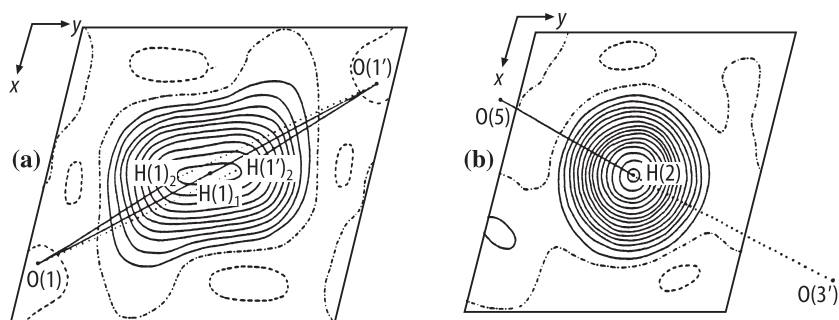 y
x
O(1′)
(a)
H(1)₂
H(1′)₂
H(1)₁
O(1)
y
x
O(5)
(b)
H(2)
O(3′)